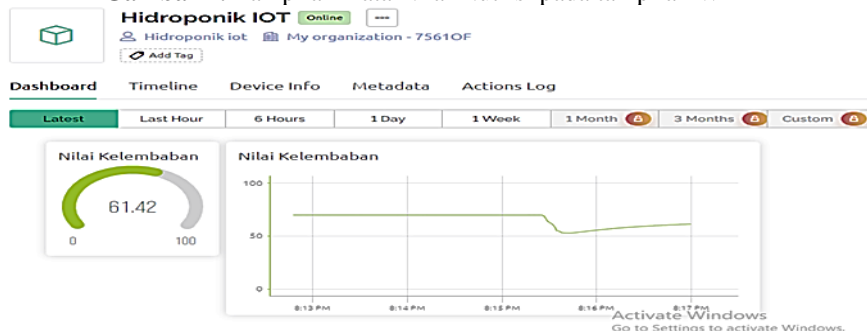 Hidroponik IOT Online
Hidroponik iot My organization - 7561OF
Add Tag
Dashboard Timeline Device Info Metadata Actions Log
Latest Last Hour 6 Hours 1 Day 1 Week 1 Month 3 Months Custom
Nilai Kelembaban
61.42
0 100
Nilai Kelembaban
100
50
0
8:13 PM 8:14 PM 8:15 PM 8:16 PM 8:17 PM
Activate Windows
Go to Settings to activate Windows.